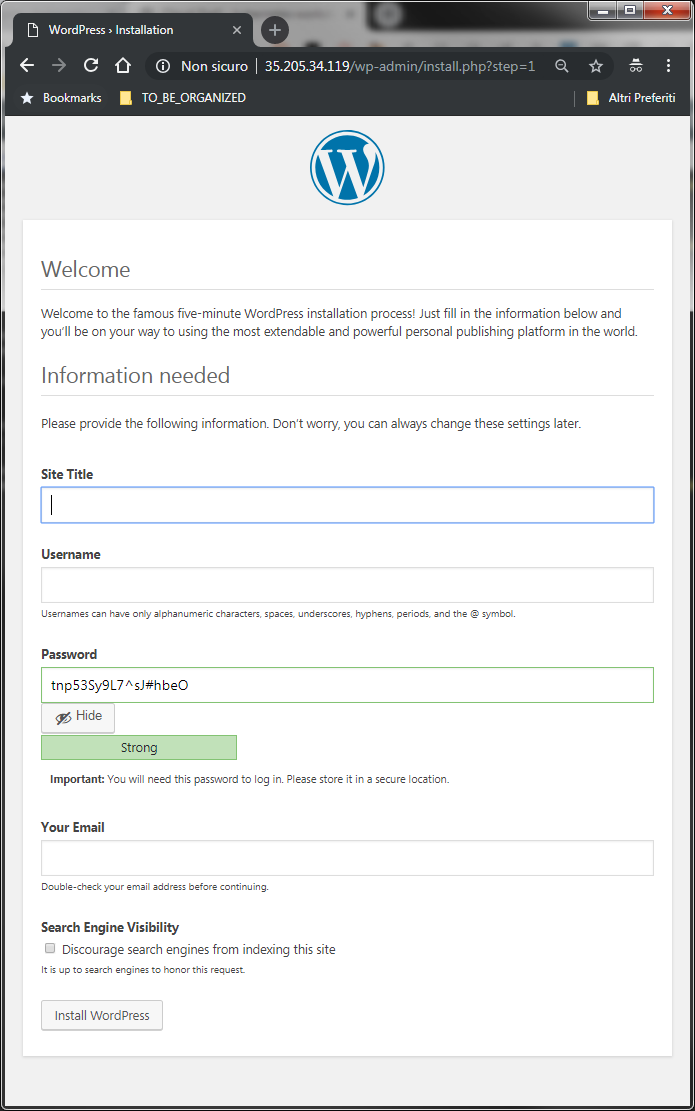 WordPress › Installation
Non sicuro 35.205.34.119/wp-admin/install.php?step=1
Bookmarks TO_BE_ORGANIZED Altri Preferiti
Welcome
Welcome to the famous five-minute WordPress installation process! Just fill in the information below and
you’ll be on your way to using the most extendable and powerful personal publishing platform in the world.
Information needed
Please provide the following information. Don’t worry, you can always change these settings later.
Site Title
Username
Usernames can have only alphanumeric characters, spaces, underscores, hyphens, periods, and the @ symbol.
Password
tnp53Sy9L7^sJ#hbeO
Hide
Strong
Important: You will need this password to log in. Please store it in a secure location.
Your Email
Double-check your email address before continuing.
Search Engine Visibility
Discourage search engines from indexing this site
It is up to search engines to honor this request.
Install WordPress